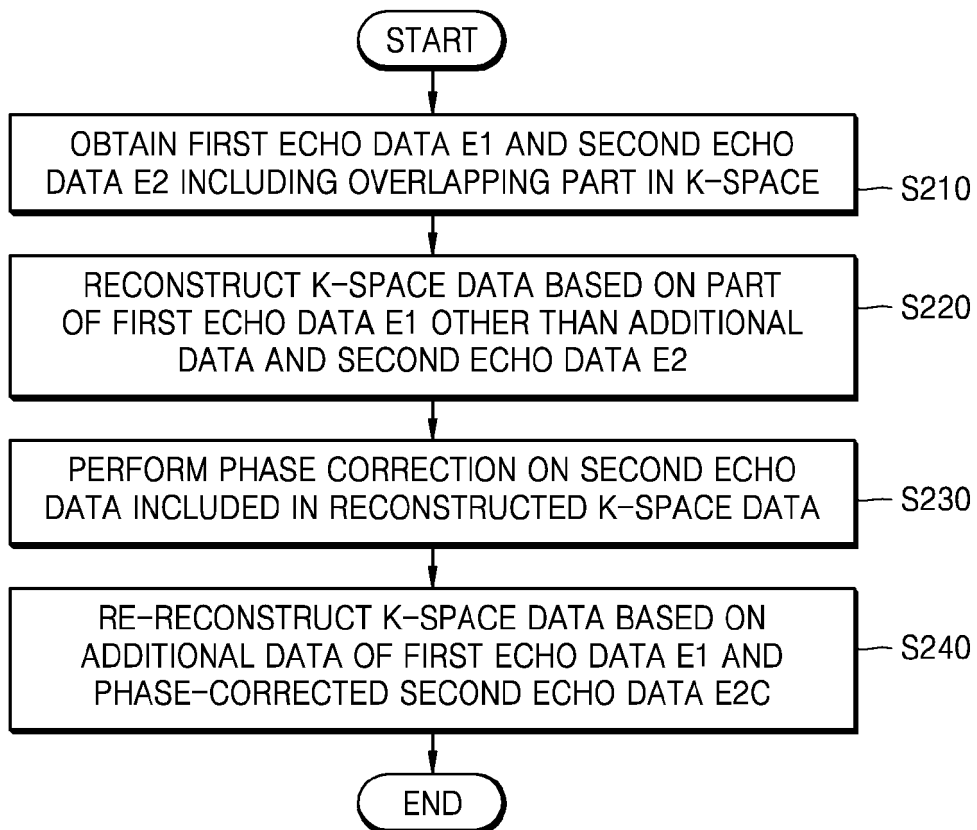 START
OBTAIN FIRST ECHO DATA E1 AND SECOND ECHO
DATA E2 INCLUDING OVERLAPPING PART IN K-SPACE
S210
RECONSTRUCT K-SPACE DATA BASED ON PART
OF FIRST ECHO DATA E1 OTHER THAN ADDITIONAL
DATA AND SECOND ECHO DATA E2
S220
PERFORM PHASE CORRECTION ON SECOND ECHO
DATA INCLUDED IN RECONSTRUCTED K-SPACE DATA
S230
RE-RECONSTRUCT K-SPACE DATA BASED ON
ADDITIONAL DATA OF FIRST ECHO DATA E1 AND
PHASE-CORRECTED SECOND ECHO DATA E2C
S240
END